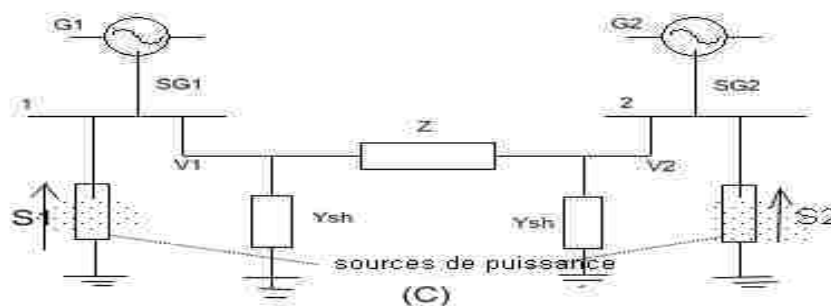 G1
G2
SG1
SG2
1
2
Z
V1
V2
S1
Ysh
Ysh
S2
sources de puissance
(C)